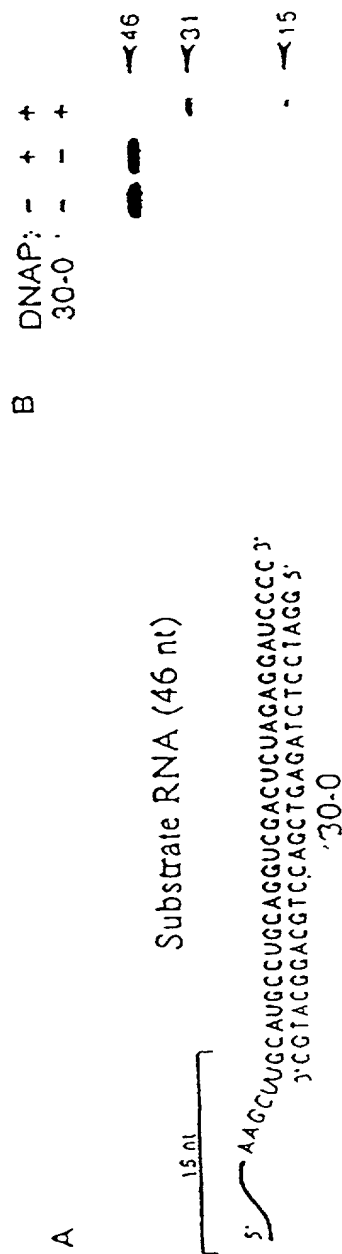 A
Substrate RNA (46 nt)
15 nt
5' AAGCUUGCAUGCCUGCAGGUCGACUCUAGAGGAUCCCC 3'
3'CGTACGGACGTCCAGCTGAGATCTCCTAGG 5'
30-0
B
DNAP: - + +
30-0 : - - +
46
31
15